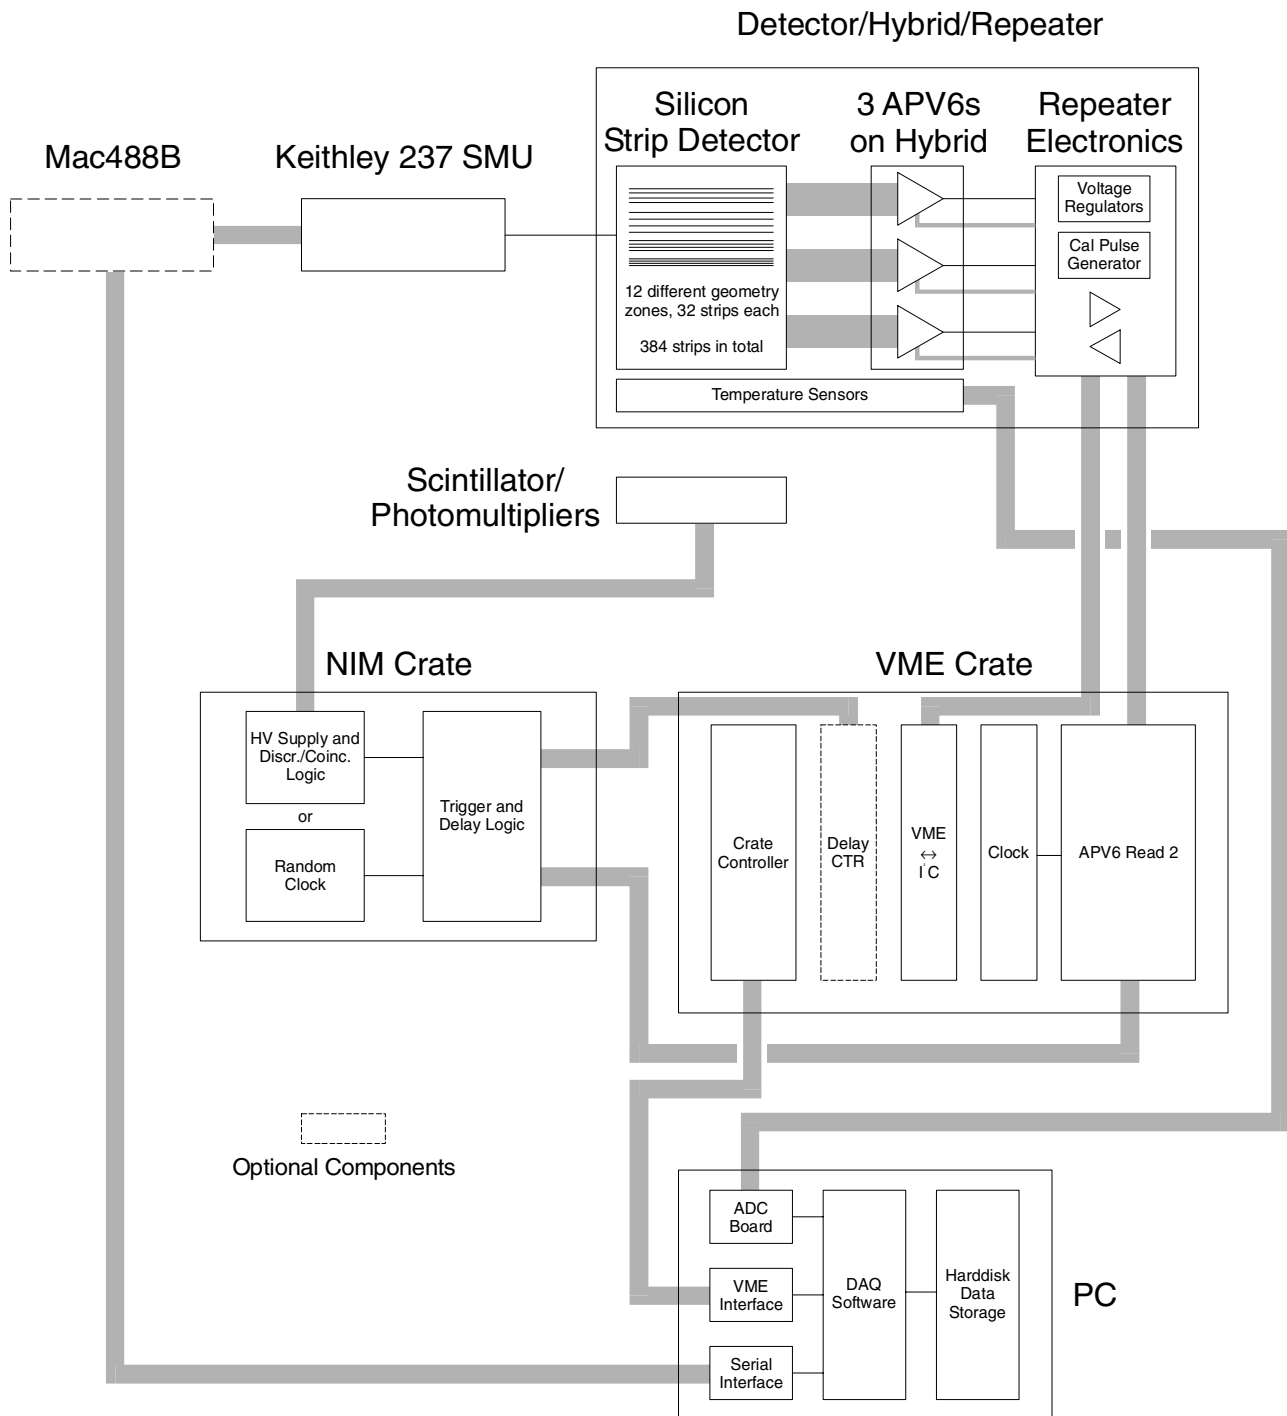 Detector/Hybrid/Repeater
Silicon
Strip Detector
3 APV6s
on Hybrid
Repeater
Electronics
Mac488B
Keithley 237 SMU
Voltage
Regulators
Cal Pulse
Generator
12 different geometry
zones, 32 strips each
384 strips in total
Temperature Sensors
Scintillator/
Photomultipliers
NIM Crate
VME Crate
HV Supply and
Discr./Coinc.
Logic
or
Random
Clock
Trigger and
Delay Logic
Crate
Controller
Delay
CTR
VME
↔
I²C
Clock
APV6 Read 2
Optional Components
ADC
Board
VME
Interface
Serial
Interface
DAQ
Software
Harddisk
Data
Storage
PC